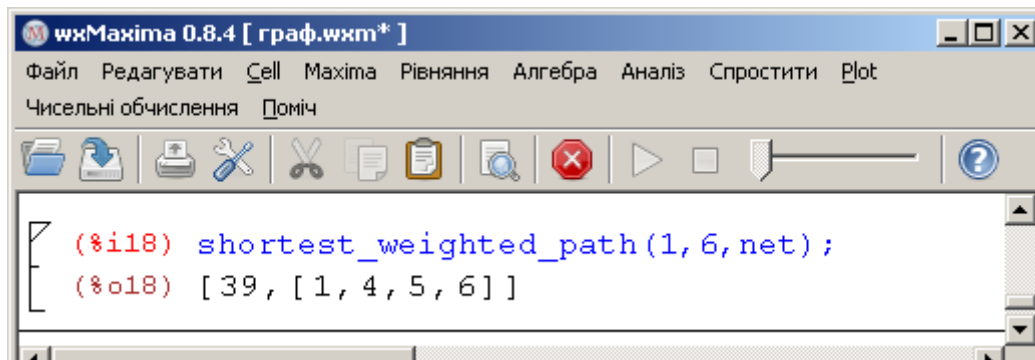 wxMaxima 0.8.4 [ граф.wxm* ]
Файл Редагувати Cell Maxima Рівняння Алгебра Аналіз Спростити Plot
Чисельні обчислення Поміч
(%i18) shortest_weighted_path(1,6,net);
(%o18) [39,[1,4,5,6]]